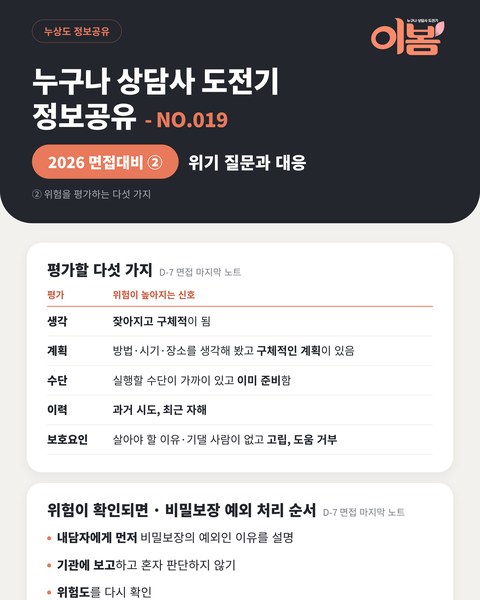 누상도 정보공유
누구나 상담사 도전기
이봄
누구나 상담사 도전기
정보공유 - NO.019
2026 면접대비 ② 위기 질문과 대응
② 위험을 평가하는 다섯 가지
평가할 다섯 가지 D-7 면접 마지막 노트
평가 위험이 높아지는 신호
생각 잦아지고 구체적이 됨
계획 방법·시기·장소를 생각해 봤고 구체적인 계획이 있음
수단 실행할 수단이 가까이 있고 이미 준비함
이력 과거 시도, 최근 자해
보호요인 살아야 할 이유·기댈 사람이 없고 고립, 도움 거부
위험이 확인되면 · 비밀보장 예외 처리 순서 D-7 면접 마지막 노트
• 내담자에게 먼저 비밀보장의 예외인 이유를 설명
• 기관에 보고하고 혼자 판단하지 않기
• 위험도를 다시 확인